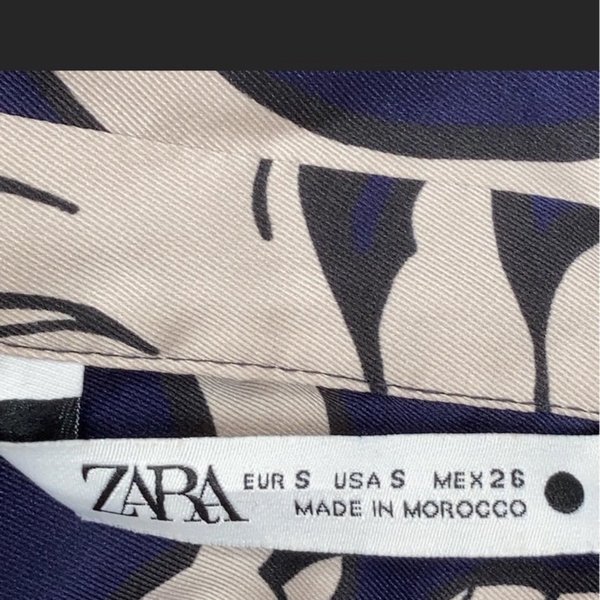 ZARA
EUR S USA S MEX 26
MADE IN MOROCCO